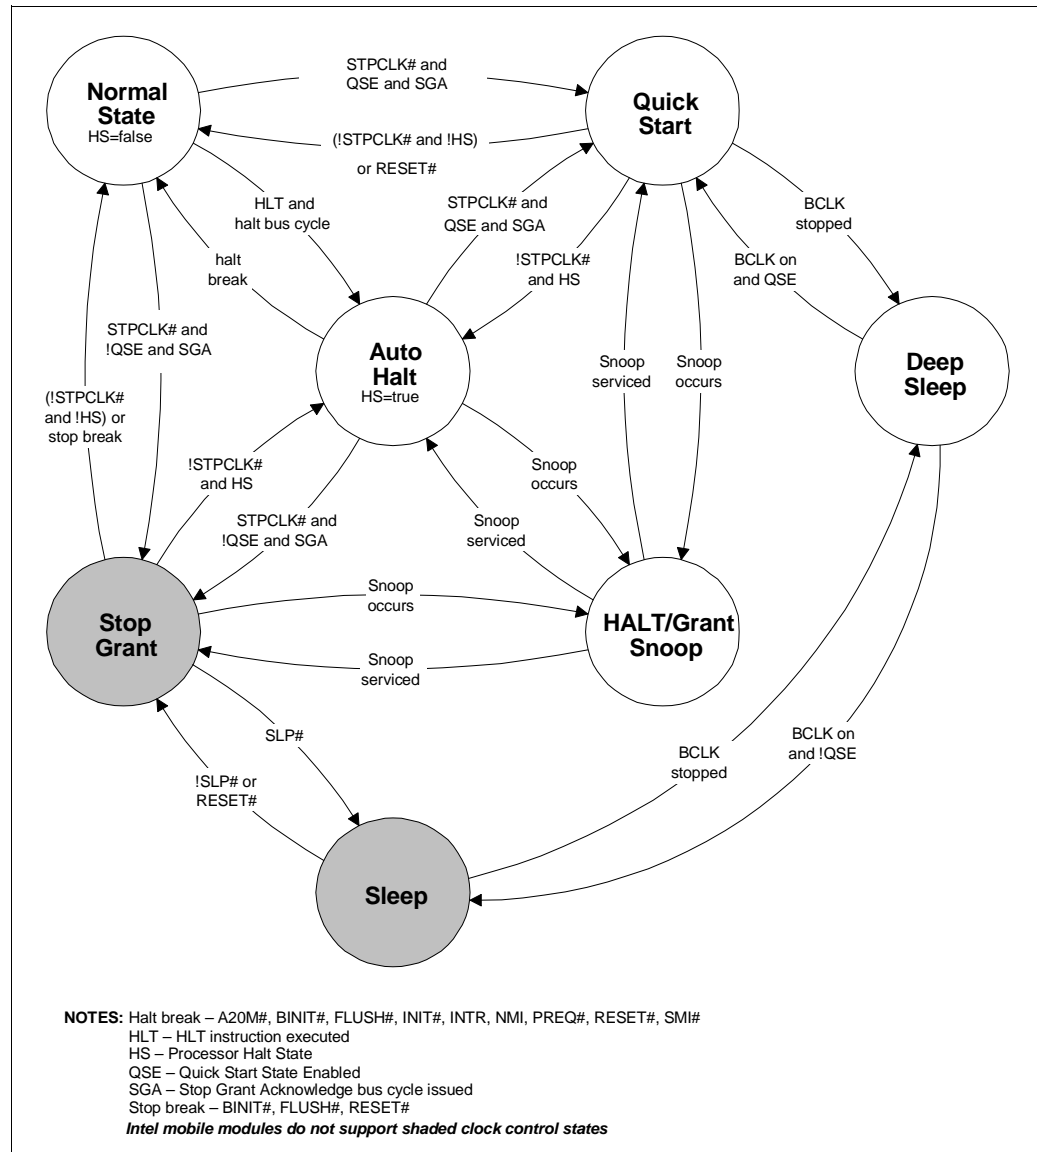 Normal
State
HS=false
STPCLK# and
QSE and SGA
Quick
Start
(!STPCLK# and !HS)
or RESET#
HLT and
halt bus cycle
STPCLK# and
QSE and SGA
BCLK
stopped
halt
break
!STPCLK#
and HS
BCLK on
and QSE
STPCLK# and
!QSE and SGA
Auto
Halt
HS=true
Snoop
serviced
Snoop
occurs
Deep
Sleep
(!STPCLK#
and !HS) or
stop break
!STPCLK#
and HS
Snoop
occurs
STPCLK# and
!QSE and SGA
Snoop
serviced
Stop
Grant
Snoop
occurs
HALT/Grant
Snoop
Snoop
serviced
SLP#
BCLK
stopped
BCLK on
and !QSE
!SLP# or
RESET#
Sleep
NOTES: Halt break – A20M#, BINIT#, FLUSH#, INIT#, INTR, NMI, PREQ#, RESET#, SMI#
HLT – HLT instruction executed
HS – Processor Halt State
QSE – Quick Start State Enabled
SGA – Stop Grant Acknowledge bus cycle issued
Stop break – BINIT#, FLUSH#, RESET#
Intel mobile modules do not support shaded clock control states